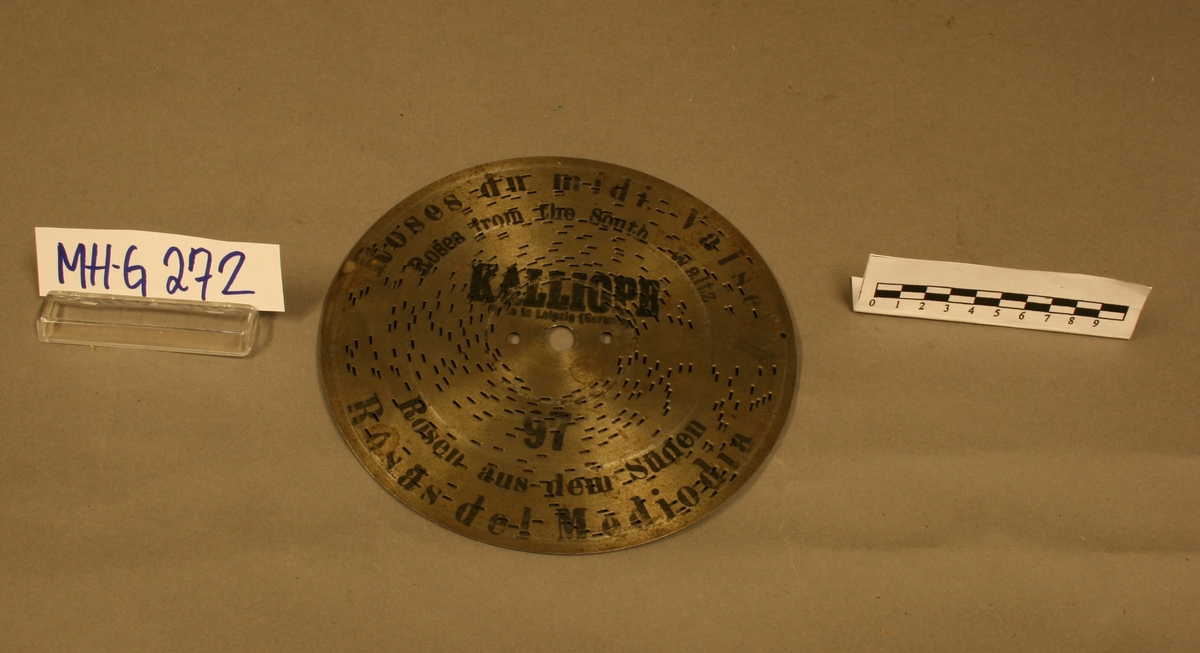 MH-G 272
Roses du midi. Valse
Roses from the South waltz
KALLIOPE
Leipzig
97
Rosen aus dem Süden
Rosas del Mediodia
0 1 2 3 4 5 6 7 8 9